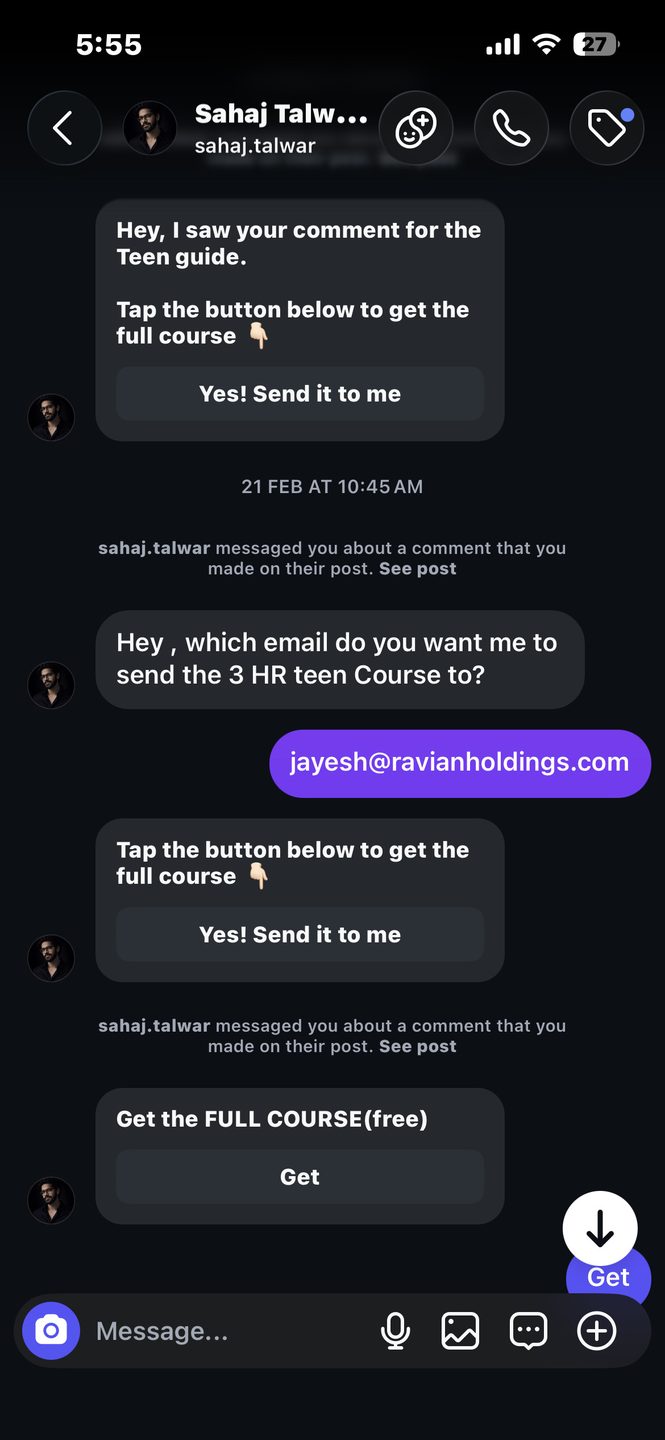 5:55
27
Sahaj Talw...
sahaj.talwar
Hey, I saw your comment for the
Teen guide.
Tap the button below to get the
full course 👇🏻
Yes! Send it to me
21 FEB AT 10:45 AM
sahaj.talwar messaged you about a comment that you
made on their post. See post
Hey , which email do you want me to
send the 3 HR teen Course to?
jayesh@ravianholdings.com
Tap the button below to get the
full course 👇🏻
Yes! Send it to me
sahaj.talwar messaged you about a comment that you
made on their post. See post
Get the FULL COURSE(free)
Get
Get
Message...